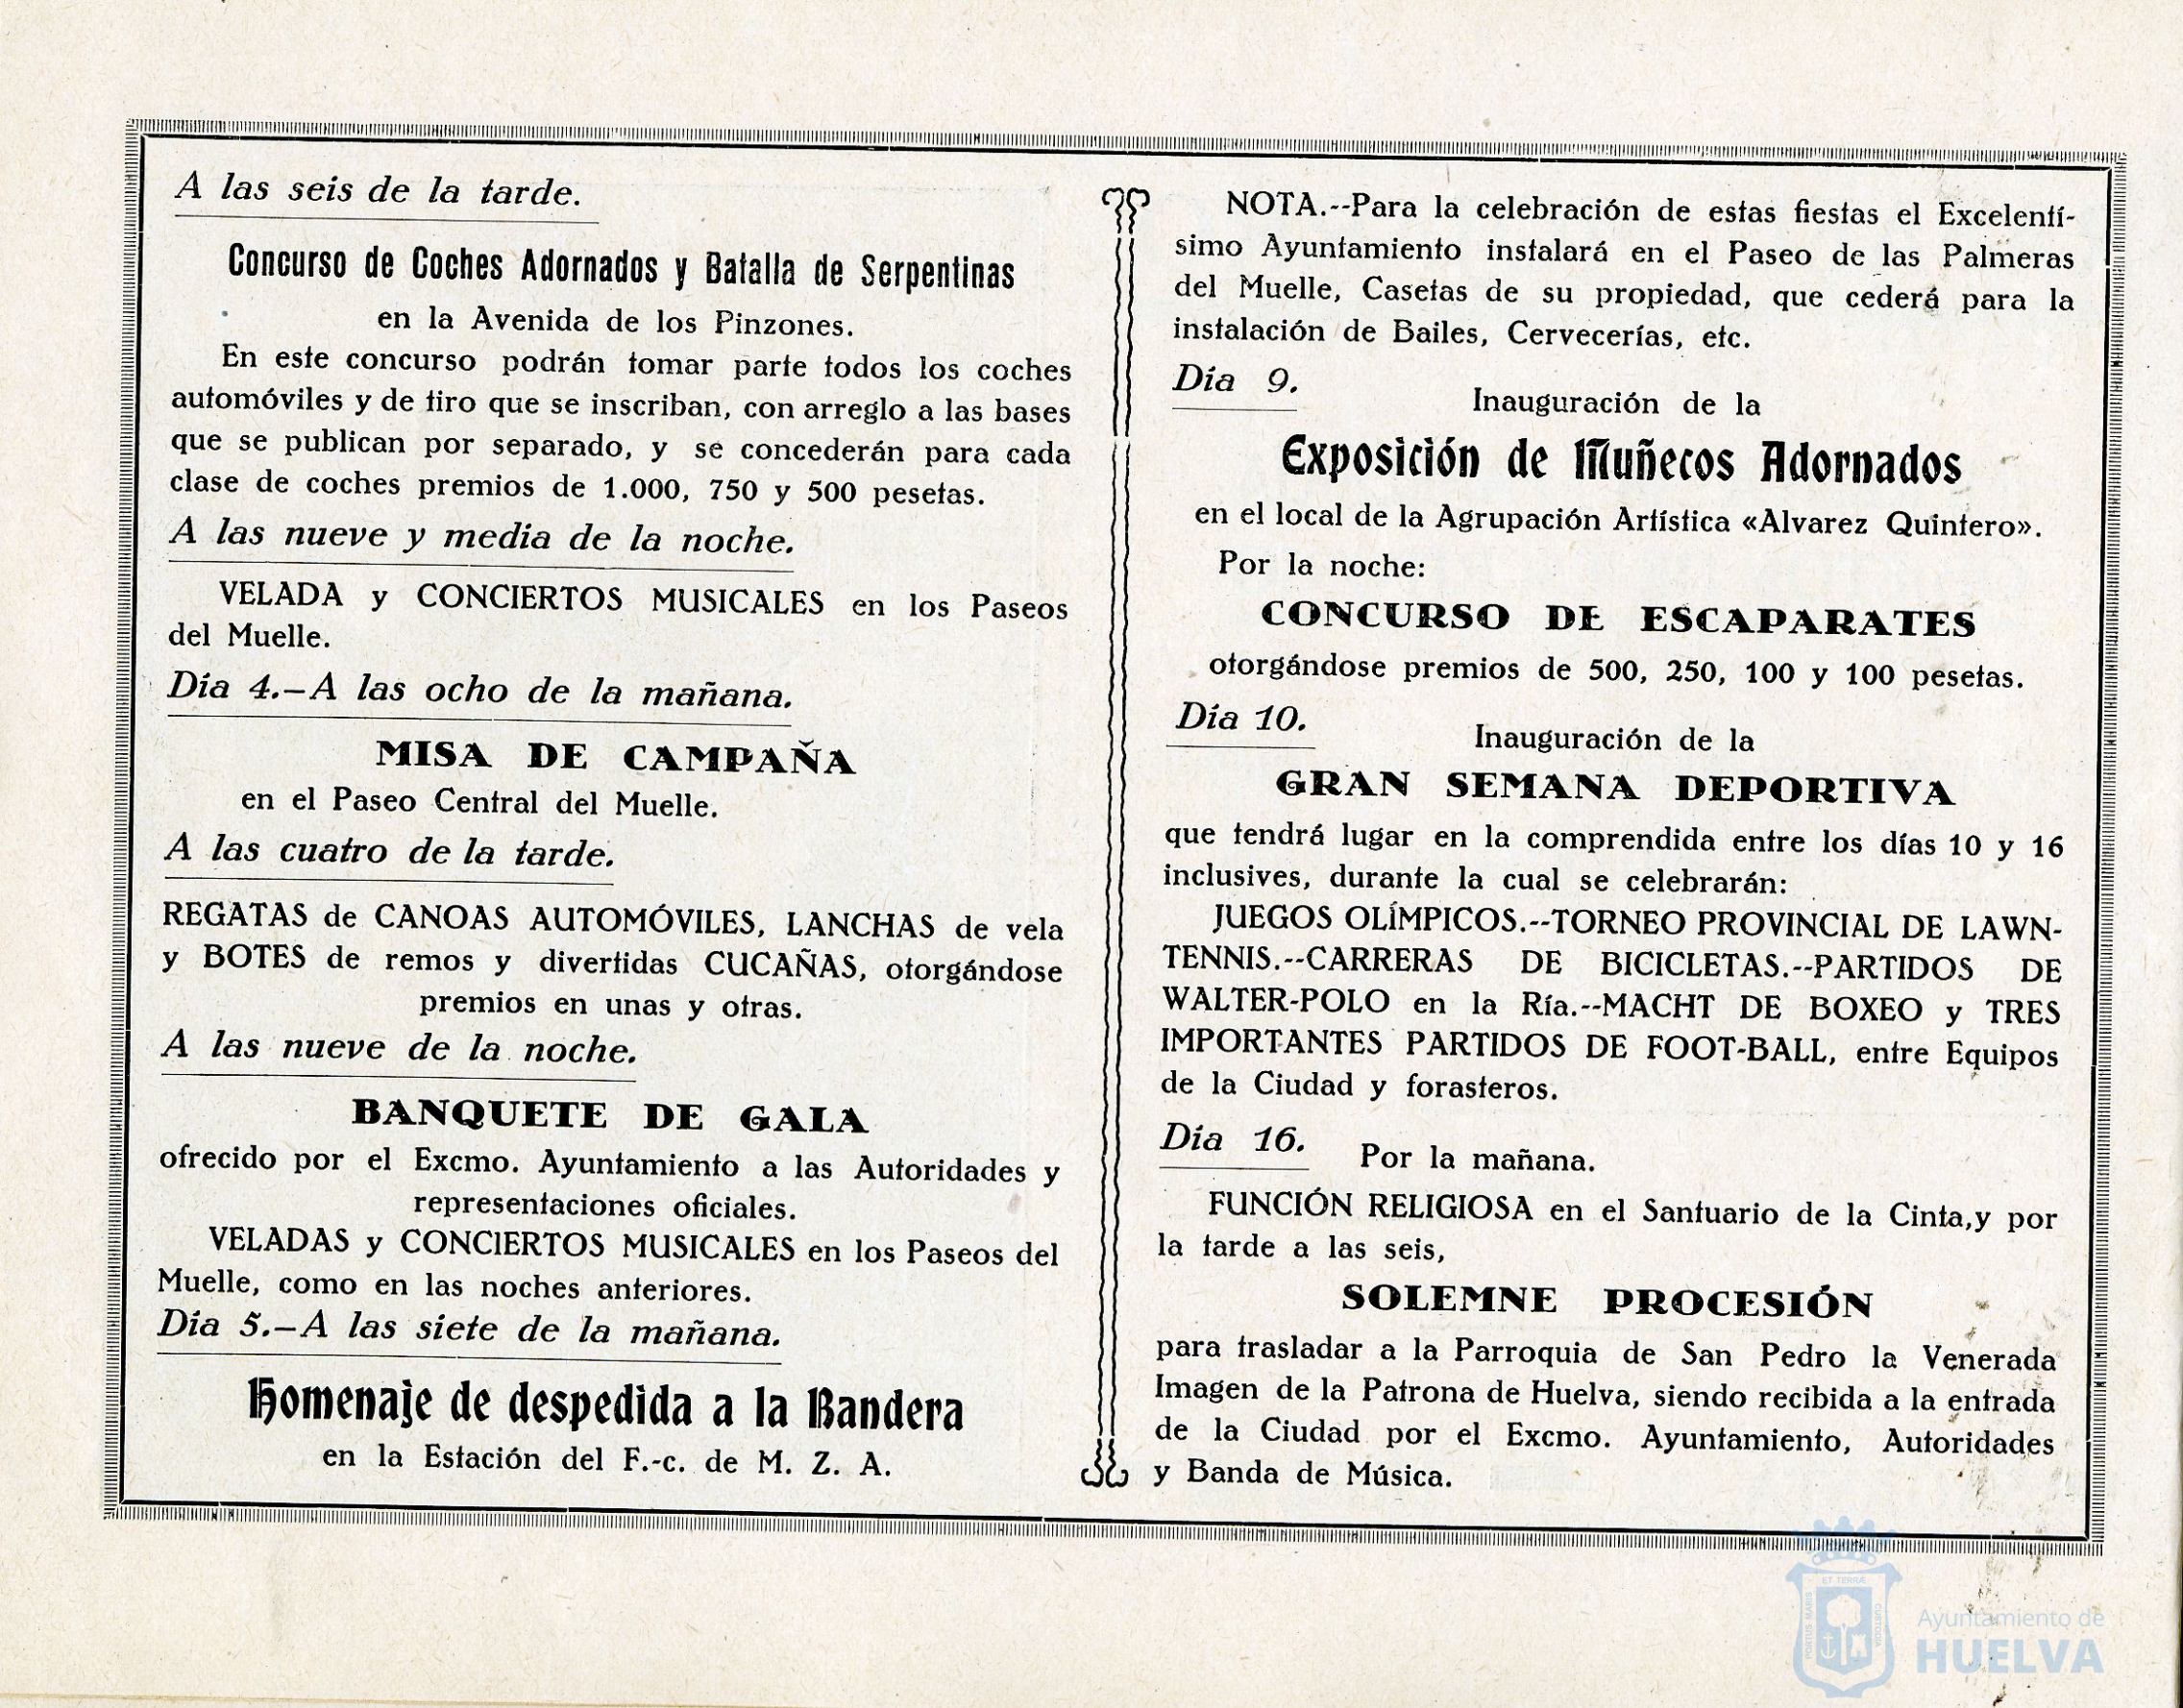 A las seis de la tarde.
Concurso de Coches Adornados y Batalla de Serpentinas
en la Avenida de los Pinzones.
En este concurso podrán tomar parte todos los coches
automóviles y de tiro que se inscriban, con arreglo a las bases
que se publican por separado, y se concederán para cada
clase de coches premios de 1.000, 750 y 500 pesetas.
A las nueve y media de la noche.
VELADA y CONCIERTOS MUSICALES en los Paseos
del Muelle.
Día 4.—A las ocho de la mañana.
MISA DE CAMPAÑA
en el Paseo Central del Muelle.
A las cuatro de la tarde.
REGATAS de CANOAS AUTOMÓVILES, LANCHAS de vela
y BOTES de remos y divertidas CUCAÑAS, otorgándose
premios en unas y otras.
A las nueve de la noche.
BANQUETE DE GALA
ofrecido por el Excmo. Ayuntamiento a las Autoridades y
representaciones oficiales.
VELADAS y CONCIERTOS MUSICALES en los Paseos del
Muelle, como en las noches anteriores.
Día 5.—A las siete de la mañana.
Homenaje de despedida a la Bandera
en la Estación del F.-c. de M. Z. A.
NOTA.--Para la celebración de estas fiestas el Excelentí-
simo Ayuntamiento instalará en el Paseo de las Palmeras
del Muelle, Casetas de su propiedad, que cederá para la
instalación de Bailes, Cervecerías, etc.
Día 9.
Inauguración de la
Exposición de Muñecos Adornados
en el local de la Agrupación Artística «Alvarez Quintero».
Por la noche:
CONCURSO DE ESCAPARATES
otorgándose premios de 500, 250, 100 y 100 pesetas.
Día 10.
Inauguración de la
GRAN SEMANA DEPORTIVA
que tendrá lugar en la comprendida entre los días 10 y 16
inclusives, durante la cual se celebrarán:
JUEGOS OLÍMPICOS.--TORNEO PROVINCIAL DE LAWN-
TENNIS.--CARRERAS DE BICICLETAS.--PARTIDOS DE
WALTER-POLO en la Ría.--MACHT DE BOXEO y TRES
IMPORTANTES PARTIDOS DE FOOT-BALL, entre Equipos
de la Ciudad y forasteros.
Día 16.
Por la mañana.
FUNCIÓN RELIGIOSA en el Santuario de la Cinta,y por
la tarde a las seis,
SOLEMNE PROCESIÓN
para trasladar a la Parroquia de San Pedro la Venerada
Imagen de la Patrona de Huelva, siendo recibida a la entrada
de la Ciudad por el Excmo. Ayuntamiento, Autoridades
y Banda de Música.
ET TERRÆ
PORTUS MARIS
CUSTODIA
Ayuntamiento de
HUELVA